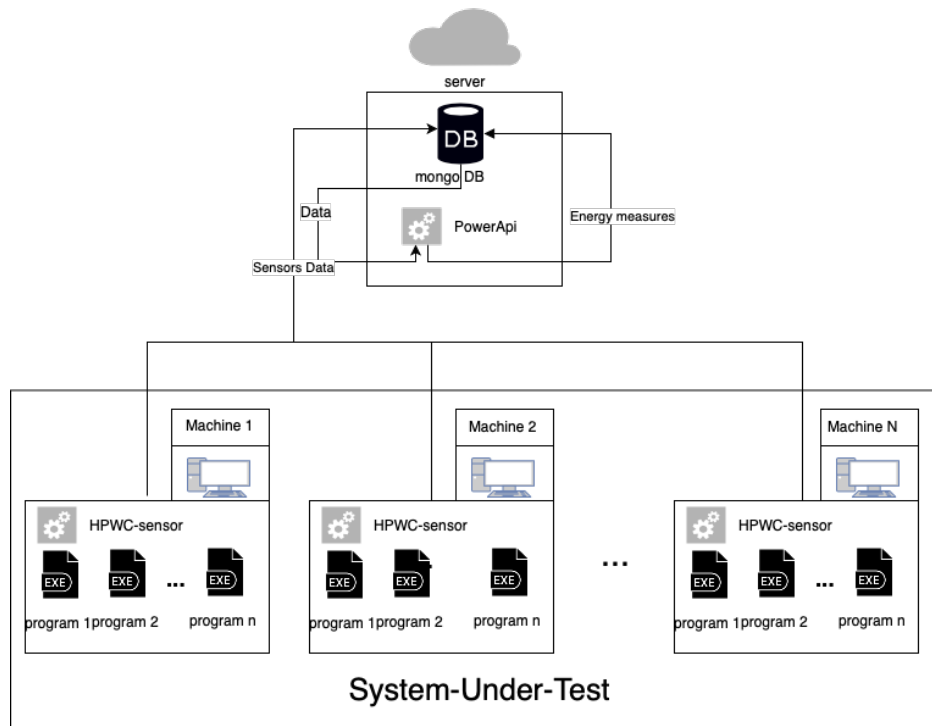 server
DB
mongo DB
Data
PowerApi
Energy measures
Sensors Data
Machine 1
Machine 2
Machine N
HPWC-sensor
HPWC-sensor
HPWC-sensor
EXE
EXE
...
EXE
EXE
EXE
EXE
...
EXE
EXE
...
EXE
program 1
program 2
program n
program 1
program 2
program n
program 1
program 2
program n
System-Under-Test